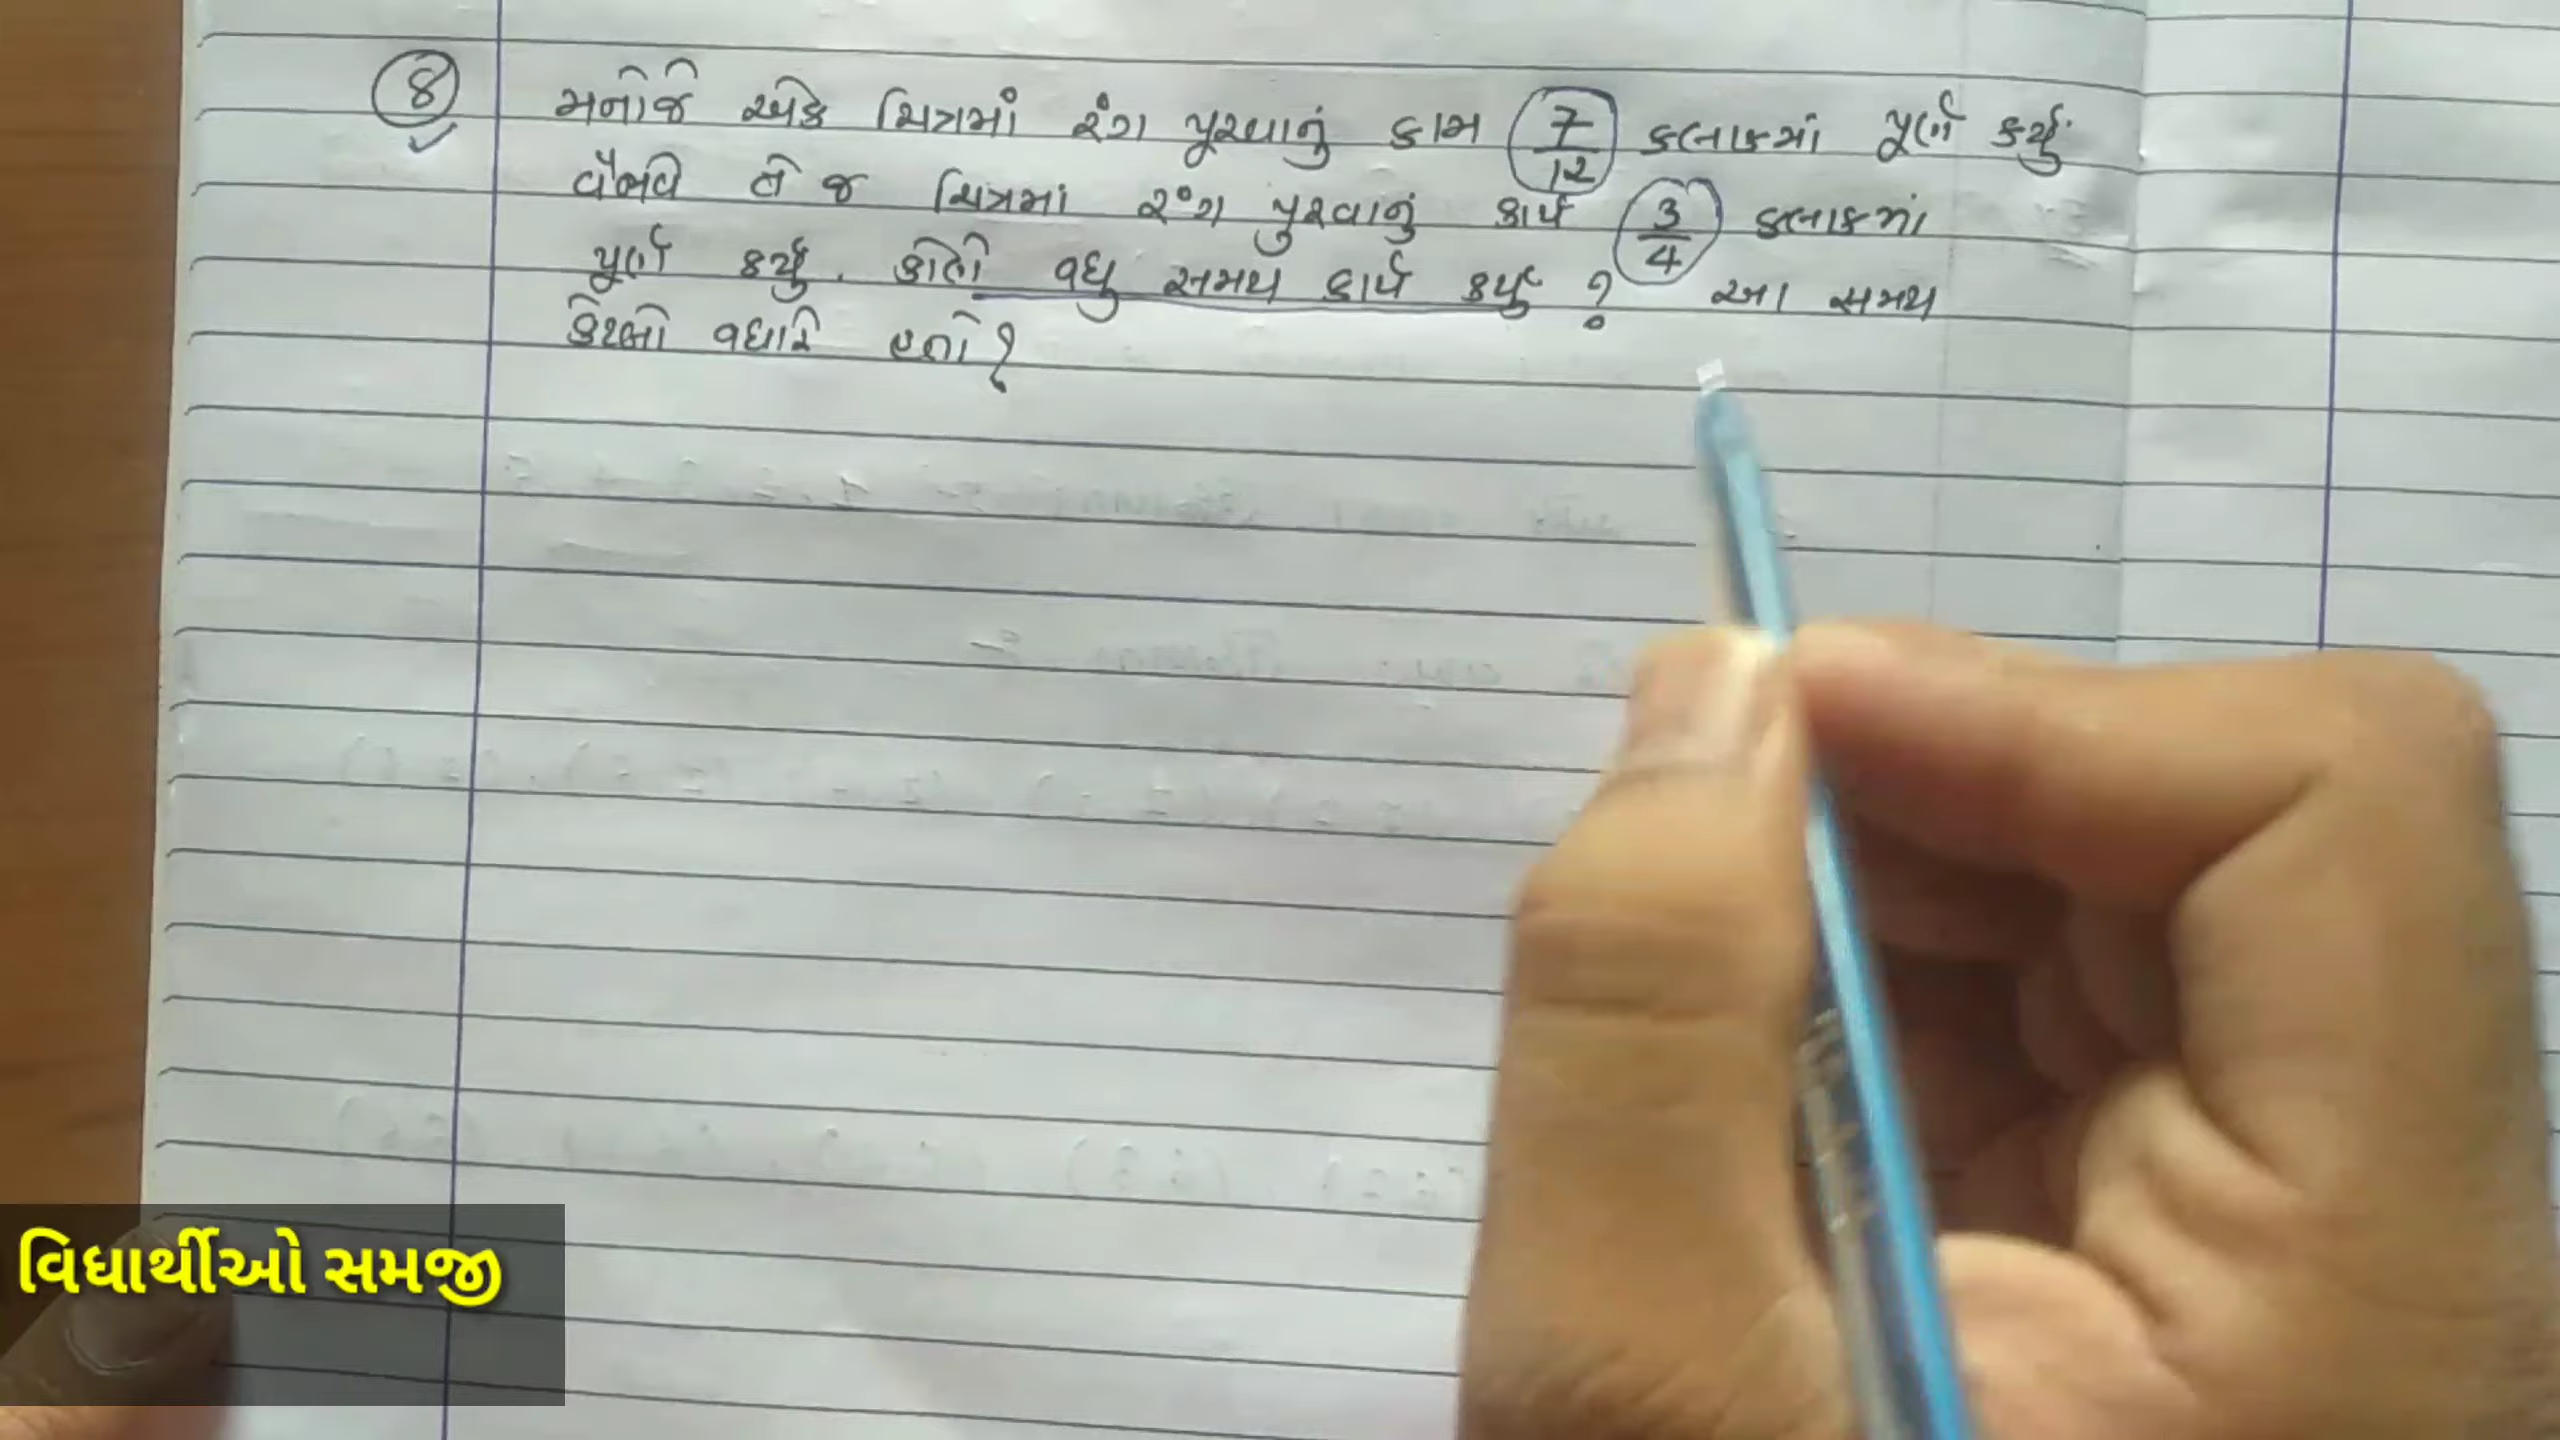 8 મનોજે એક ચિત્રમાં રંગ પૂરવાનું કામ 7/12 કલાકમાં પૂર્ણ કર્યું.
વૈભવે તે જ ચિત્રમાં રંગ પુરવાનું કાર્ય 3/4 કલાકમાં
પૂર્ણ કર્યું. કોણે વધુ સમય કાર્ય કર્યું ? આ સમય
કેટલો વધારે હતો?
વિદ્યાર્થીઓ સમજી